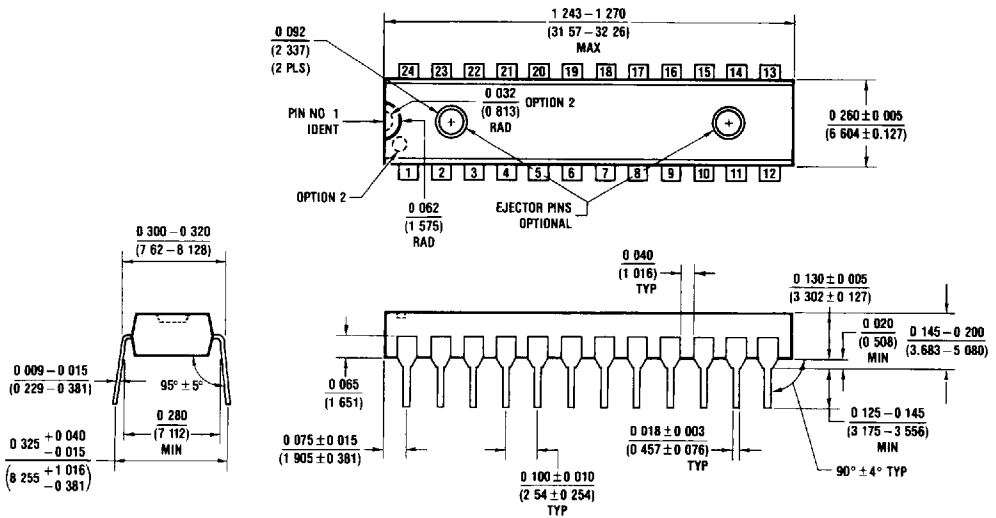 1 243 – 1 270
(31 57 – 32 26)
MAX
0 092
(2 337)
(2 PLS)
24 23 22 21 20 19 18 17 16 15 14 13
0 032
(0 813)
RAD
OPTION 2
PIN NO 1
IDENT
0 260 ± 0 005
(6 604 ± 0.127)
1 2 3 4 5 6 7 8 9 10 11 12
OPTION 2
0 062
(1 575)
RAD
EJECTOR PINS
OPTIONAL
0 300 – 0 320
(7 62 – 8 128)
0 040
(1 016)
TYP
0 130 ± 0 005
(3 302 ± 0 127)
0 020
(0 508)
MIN
0 145 – 0 200
(3.683 – 5 080)
0 009 – 0 015
(0 229 – 0 381)
95° ± 5°
0 065
(1 651)
0 280
(7 112)
MIN
0 325 + 0 040
– 0 015
(8 255 + 1 016
– 0 381)
0 075 ± 0 015
(1 905 ± 0 381)
0 100 ± 0 010
(2 54 ± 0 254)
TYP
0 018 ± 0 003
(0 457 ± 0 076)
TYP
0 125 – 0 145
(3 175 – 3 556)
MIN
90° ± 4° TYP